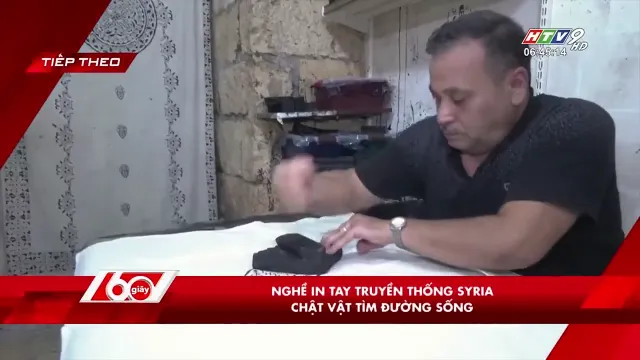 TIẾP THEO
HTV9 HD
06:45:14
60 giây
NGHỀ IN TAY TRUYỀN THỐNG SYRIA
CHẬT VẬT TÌM ĐƯỜNG SỐNG